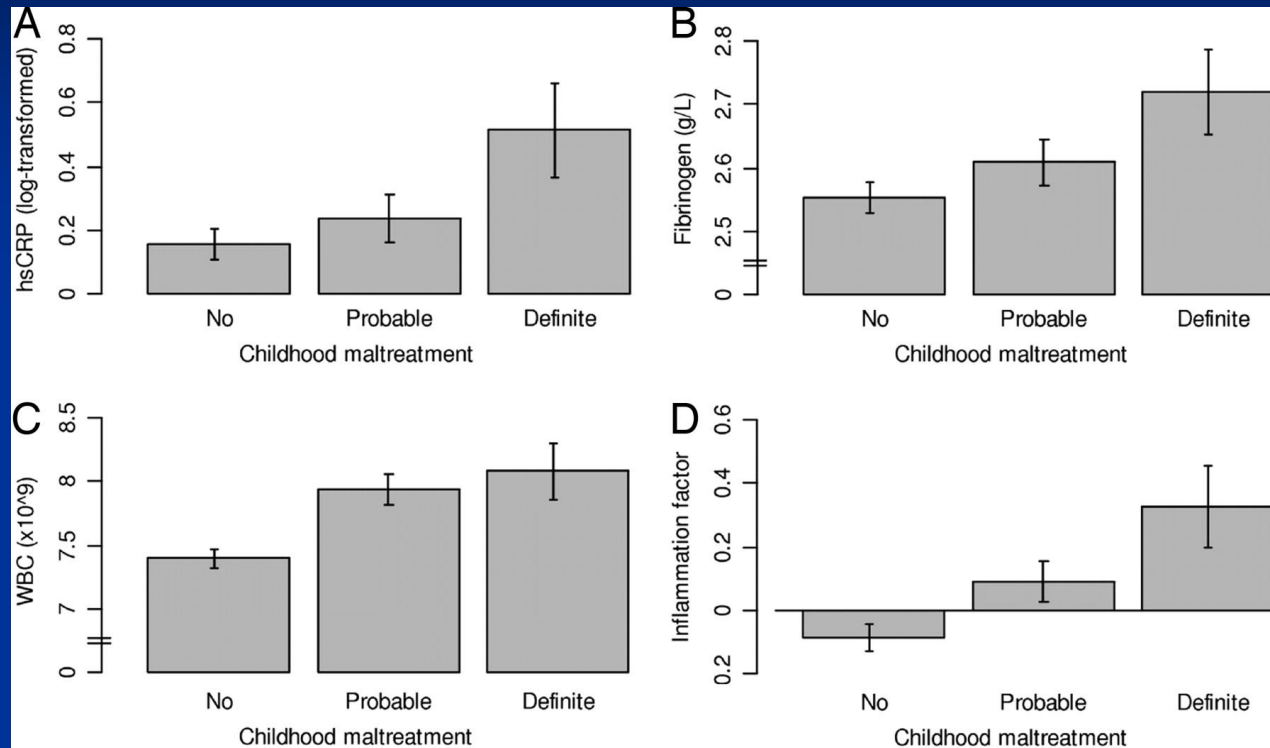 A
hsCRP (log-transformed)
0.8
0.6
0.4
0.2
0
No Probable Definite
Childhood maltreatment
B
Fibrinogen (g/L)
2.8
2.7
2.6
2.5
0
No Probable Definite
Childhood maltreatment
C
WBC (x10^9)
8.5
8
7.5
7
0
No Probable Definite
Childhood maltreatment
D
Inflammation factor
0.6
0.4
0.2
0
0.2
No Probable Definite
Childhood maltreatment